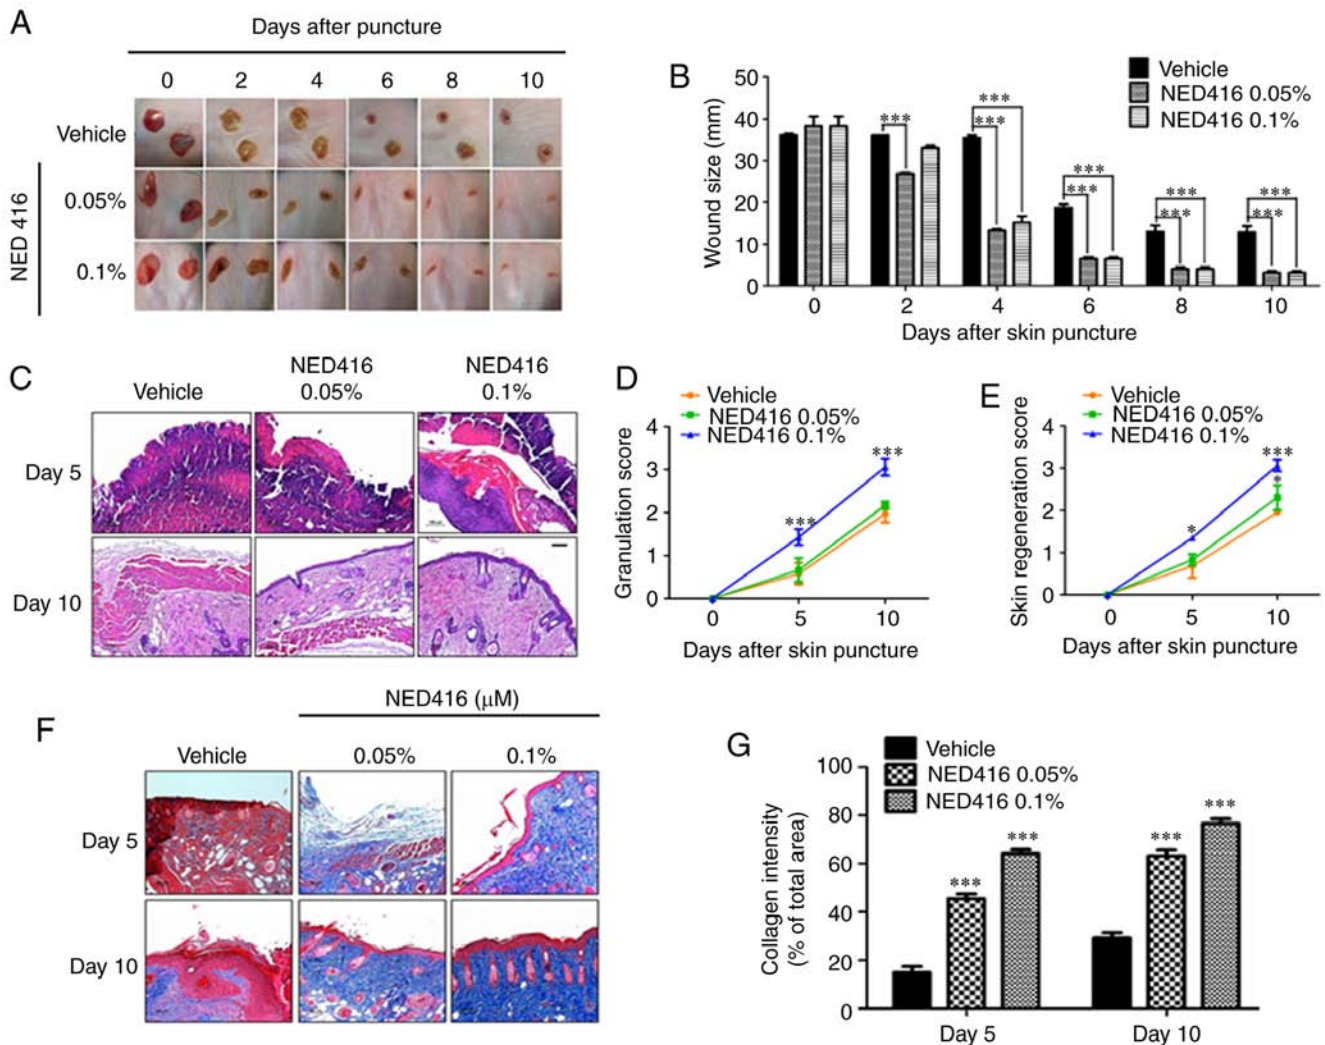 A
Days after puncture
0 2 4 6 8 10
Vehicle
NED 416
0.05%
0.1%
B
Vehicle
NED416 0.05%
NED416 0.1%
Wound size (mm)
50
40
30
20
10
0
***
***
***
***
***
***
***
***
***
0 2 4 6 8 10
Days after skin puncture
C
Vehicle
NED416
0.05%
NED416
0.1%
Day 5
Day 10
D
Vehicle
NED416 0.05%
NED416 0.1%
Granulation score
4
3
2
1
0
***
***
0 5 10
Days after skin puncture
E
Vehicle
NED416 0.05%
NED416 0.1%
Skin regeneration score
4
3
2
1
0
*
***
*
0 5 10
Days after skin puncture
F
NED416 (μM)
Vehicle
0.05%
0.1%
Day 5
Day 10
G
Vehicle
NED416 0.05%
NED416 0.1%
Collagen intensity
(% of total area)
100
80
60
40
20
0
***
***
***
***
Day 5 Day 10